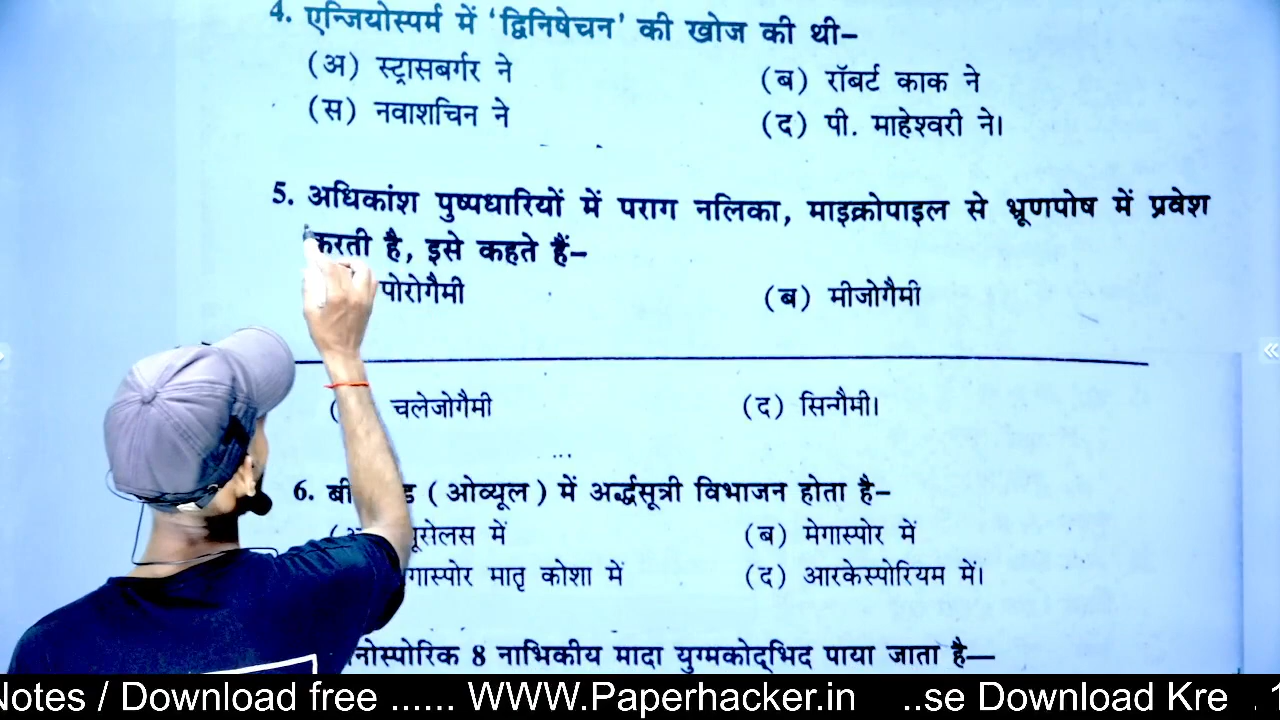 4. एन्जियोस्पर्म में 'द्विनिषेचन' की खोज की थी–
(अ) स्ट्रासबर्गर ने (ब) रॉबर्ट काक ने
(स) नवाशचिन ने (द) पी. माहेश्वरी ने।
5. अधिकांश पुष्पधारियों में पराग नलिका, माइक्रोपाइल से भ्रूणपोष में प्रवेश
करती है, इसे कहते हैं–
पोरोगैमी (ब) मीजोगैमी
चलेजोगैमी (द) सिन्गैमी।
6. (ओव्यूल) में अर्द्धसूत्री विभाजन होता है–
(ब) मेगास्पोर में
मातृ कोशा में (द) आरकेस्पोरियम में।
8 नाभिकीय मादा युग्मकोद्‌भिद पाया जाता है—
Notes / Download free ...... WWW.Paperhacker.in ..se Download Kre